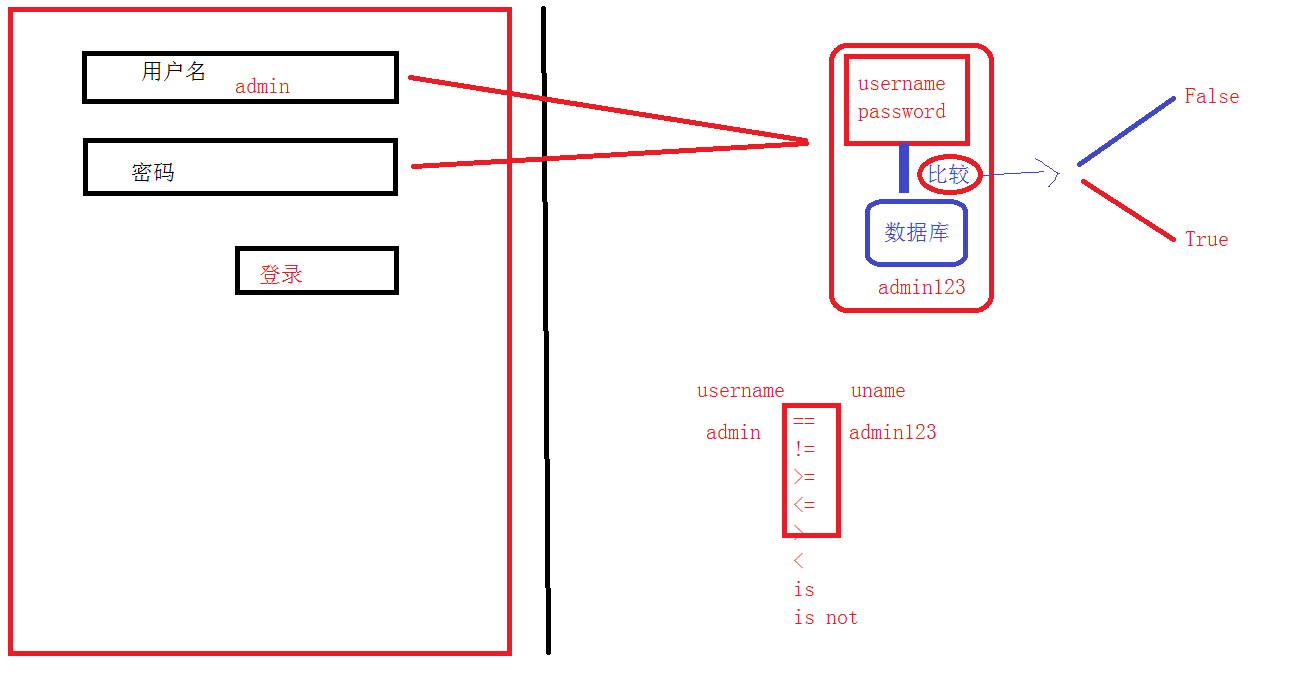 用户名
admin
密码
登录
username
password
比较
数据库
admin123
False
True
username
uname
admin
admin123
==
!=
>=
<=
>
<
is
is not